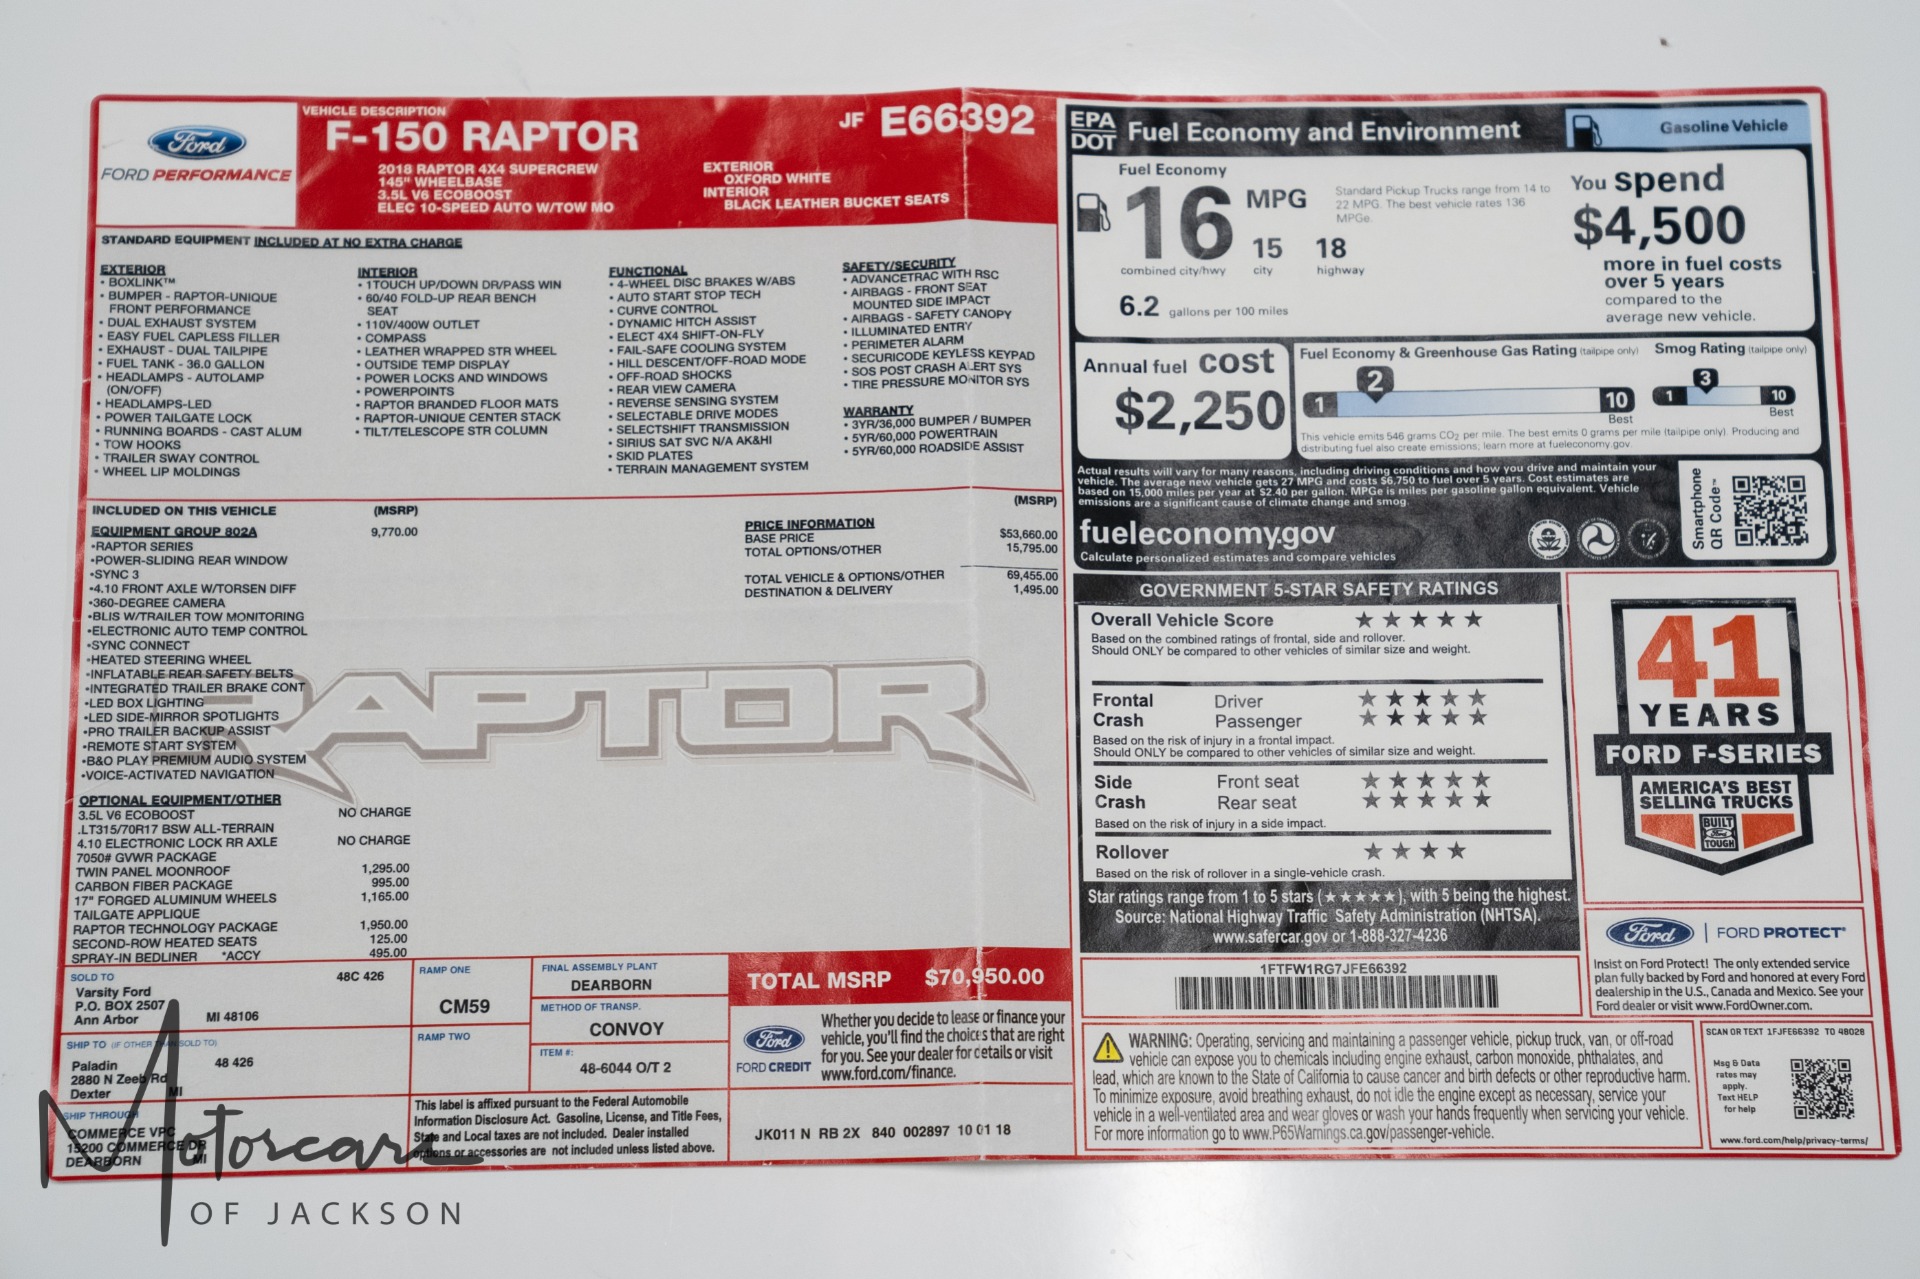 Ford
FORD PERFORMANCE
VEHICLE DESCRIPTION
F-150 RAPTOR
JF E66392
2018 RAPTOR 4X4 SUPERCREW
145" WHEELBASE
3.5L V6 ECOBOOST
ELEC 10-SPEED AUTO W/TOW MO
EXTERIOR
OXFORD WHITE
INTERIOR
BLACK LEATHER BUCKET SEATS
STANDARD EQUIPMENT INCLUDED AT NO EXTRA CHARGE
EXTERIOR
• BOXLINK™
• BUMPER - RAPTOR-UNIQUE
FRONT PERFORMANCE
• DUAL EXHAUST SYSTEM
• EASY FUEL CAPLESS FILLER
• EXHAUST - DUAL TAILPIPE
• FUEL TANK - 36.0 GALLON
• HEADLAMPS - AUTOLAMP
(ON/OFF)
• HEADLAMPS-LED
• POWER TAILGATE LOCK
• RUNNING BOARDS - CAST ALUM
• TOW HOOKS
• TRAILER SWAY CONTROL
• WHEEL LIP MOLDINGS
INTERIOR
• 1TOUCH UP/DOWN DR/PASS WIN
• 60/40 FOLD-UP REAR BENCH
SEAT
• 110V/400W OUTLET
• COMPASS
• LEATHER WRAPPED STR WHEEL
• OUTSIDE TEMP DISPLAY
• POWER LOCKS AND WINDOWS
• POWERPOINTS
• RAPTOR BRANDED FLOOR MATS
• RAPTOR-UNIQUE CENTER STACK
• TILT/TELESCOPE STR COLUMN
FUNCTIONAL
• 4-WHEEL DISC BRAKES W/ABS
• AUTO START STOP TECH
• CURVE CONTROL
• DYNAMIC HITCH ASSIST
• ELECT 4X4 SHIFT-ON-FLY
• FAIL-SAFE COOLING SYSTEM
• HILL DESCENT/OFF-ROAD MODE
• OFF-ROAD SHOCKS
• REAR VIEW CAMERA
• REVERSE SENSING SYSTEM
• SELECTABLE DRIVE MODES
• SELECTSHIFT TRANSMISSION
• SIRIUS SAT SVC N/A AK&HI
• SKID PLATES
• TERRAIN MANAGEMENT SYSTEM
SAFETY/SECURITY
• ADVANCETRAC WITH RSC
• AIRBAGS - FRONT SEAT
MOUNTED SIDE IMPACT
• AIRBAGS - SAFETY CANOPY
• ILLUMINATED ENTRY
• PERIMETER ALARM
• SECURICODE KEYLESS KEYPAD
• SOS POST CRASH ALERT SYS
• TIRE PRESSURE MONITOR SYS
WARRANTY
• 3YR/36,000 BUMPER / BUMPER
• 5YR/60,000 POWERTRAIN
• 5YR/60,000 ROADSIDE ASSIST
INCLUDED ON THIS VEHICLE (MSRP)
EQUIPMENT GROUP 802A 9,770.00
•RAPTOR SERIES
•POWER-SLIDING REAR WINDOW
•SYNC 3
•4.10 FRONT AXLE W/TORSEN DIFF
•360-DEGREE CAMERA
•BLIS W/TRAILER TOW MONITORING
•ELECTRONIC AUTO TEMP CONTROL
•SYNC CONNECT
•HEATED STEERING WHEEL
•INFLATABLE REAR SAFETY BELTS
•INTEGRATED TRAILER BRAKE CONT
•LED BOX LIGHTING
•LED SIDE-MIRROR SPOTLIGHTS
•PRO TRAILER BACKUP ASSIST
•REMOTE START SYSTEM
•B&O PLAY PREMIUM AUDIO SYSTEM
•VOICE-ACTIVATED NAVIGATION
RAPTOR
OPTIONAL EQUIPMENT/OTHER
3.5L V6 ECOBOOST NO CHARGE
.LT315/70R17 BSW ALL-TERRAIN
4.10 ELECTRONIC LOCK RR AXLE NO CHARGE
7050# GVWR PACKAGE
TWIN PANEL MOONROOF 1,295.00
CARBON FIBER PACKAGE 995.00
17" FORGED ALUMINUM WHEELS 1,165.00
TAILGATE APPLIQUE
RAPTOR TECHNOLOGY PACKAGE 1,950.00
SECOND-ROW HEATED SEATS 125.00
SPRAY-IN BEDLINER *ACCY 495.00
(MSRP)
PRICE INFORMATION
BASE PRICE $53,660.00
TOTAL OPTIONS/OTHER 15,795.00
TOTAL VEHICLE & OPTIONS/OTHER 69,455.00
DESTINATION & DELIVERY 1,495.00
TOTAL MSRP $70,950.00
SOLD TO 48C 426
Varsity Ford
P.O. BOX 2507
Ann Arbor MI 48106
SHIP TO (IF OTHER THAN SOLD TO)
Paladin 48 426
2880 N Zeeb Rd
Dexter MI
SHIP THROUGH
COMMERCE VPC
15200 COMMERCE DR
DEARBORN MI
RAMP ONE
CM59
RAMP TWO
FINAL ASSEMBLY PLANT
DEARBORN
METHOD OF TRANSP.
CONVOY
ITEM #:
48-6044 O/T 2
This label is affixed pursuant to the Federal Automobile
Information Disclosure Act. Gasoline, License, and Title Fees,
State and Local taxes are not included. Dealer installed
options or accessories are not included unless listed above.
Ford
FORD CREDIT
Whether you decide to lease or finance your
vehicle, you'll find the choices that are right
for you. See your dealer for details or visit
www.ford.com/finance.
JK011 N RB 2X 840 002897 10 01 18
EPA
DOT
Fuel Economy and Environment
Gasoline Vehicle
Fuel Economy
16 MPG
combined city/hwy
15
city
18
highway
6.2 gallons per 100 miles
Standard Pickup Trucks range from 14 to
22 MPG. The best vehicle rates 136
MPGe.
You spend
$4,500
more in fuel costs
over 5 years
compared to the
average new vehicle.
Annual fuel cost
$2,250
Fuel Economy & Greenhouse Gas Rating (tailpipe only)
2
1
10
Best
Smog Rating (tailpipe only)
3
1
10
Best
This vehicle emits 546 grams CO2 per mile. The best emits 0 grams per mile (tailpipe only). Producing and
distributing fuel also create emissions; learn more at fueleconomy.gov.
Actual results will vary for many reasons, including driving conditions and how you drive and maintain your
vehicle. The average new vehicle gets 27 MPG and costs $6,750 to fuel over 5 years. Cost estimates are
based on 15,000 miles per year at $2.40 per gallon. MPGe is miles per gasoline gallon equivalent. Vehicle
emissions are a significant cause of climate change and smog.
fueleconomy.gov
Calculate personalized estimates and compare vehicles
Smartphone
QR Code™
GOVERNMENT 5-STAR SAFETY RATINGS
Overall Vehicle Score ★★★★★
Based on the combined ratings of frontal, side and rollover.
Should ONLY be compared to other vehicles of similar size and weight.
Frontal Driver ★★★★★
Crash Passenger ★★★★★
Based on the risk of injury in a frontal impact.
Should ONLY be compared to other vehicles of similar size and weight.
Side Front seat ★★★★★
Crash Rear seat ★★★★★
Based on the risk of injury in a side impact.
Rollover ★★★★
Based on the risk of rollover in a single-vehicle crash.
Star ratings range from 1 to 5 stars (★★★★★), with 5 being the highest.
Source: National Highway Traffic Safety Administration (NHTSA).
www.safercar.gov or 1-888-327-4236
41
YEARS
FORD F-SERIES
AMERICA'S BEST
SELLING TRUCKS
BUILT
Ford
TOUGH
1FTFW1RG7JFE66392
Ford | FORD PROTECT
Insist on Ford Protect! The only extended service
plan fully backed by Ford and honored at every Ford
dealership in the U.S., Canada and Mexico. See your
Ford dealer or visit www.FordOwner.com.
WARNING: Operating, servicing and maintaining a passenger vehicle, pickup truck, van, or off-road
vehicle can expose you to chemicals including engine exhaust, carbon monoxide, phthalates, and
lead, which are known to the State of California to cause cancer and birth defects or other reproductive harm.
To minimize exposure, avoid breathing exhaust, do not idle the engine except as necessary, service your
vehicle in a well-ventilated area and wear gloves or wash your hands frequently when servicing your vehicle.
For more information go to www.P65Warnings.ca.gov/passenger-vehicle.
SCAN OR TEXT 1FJFE66392 TO 48028
Msg & Data
rates may
apply.
Text HELP
for help
www.ford.com/help/privacy-terms/
Motorcars
OF JACKSON